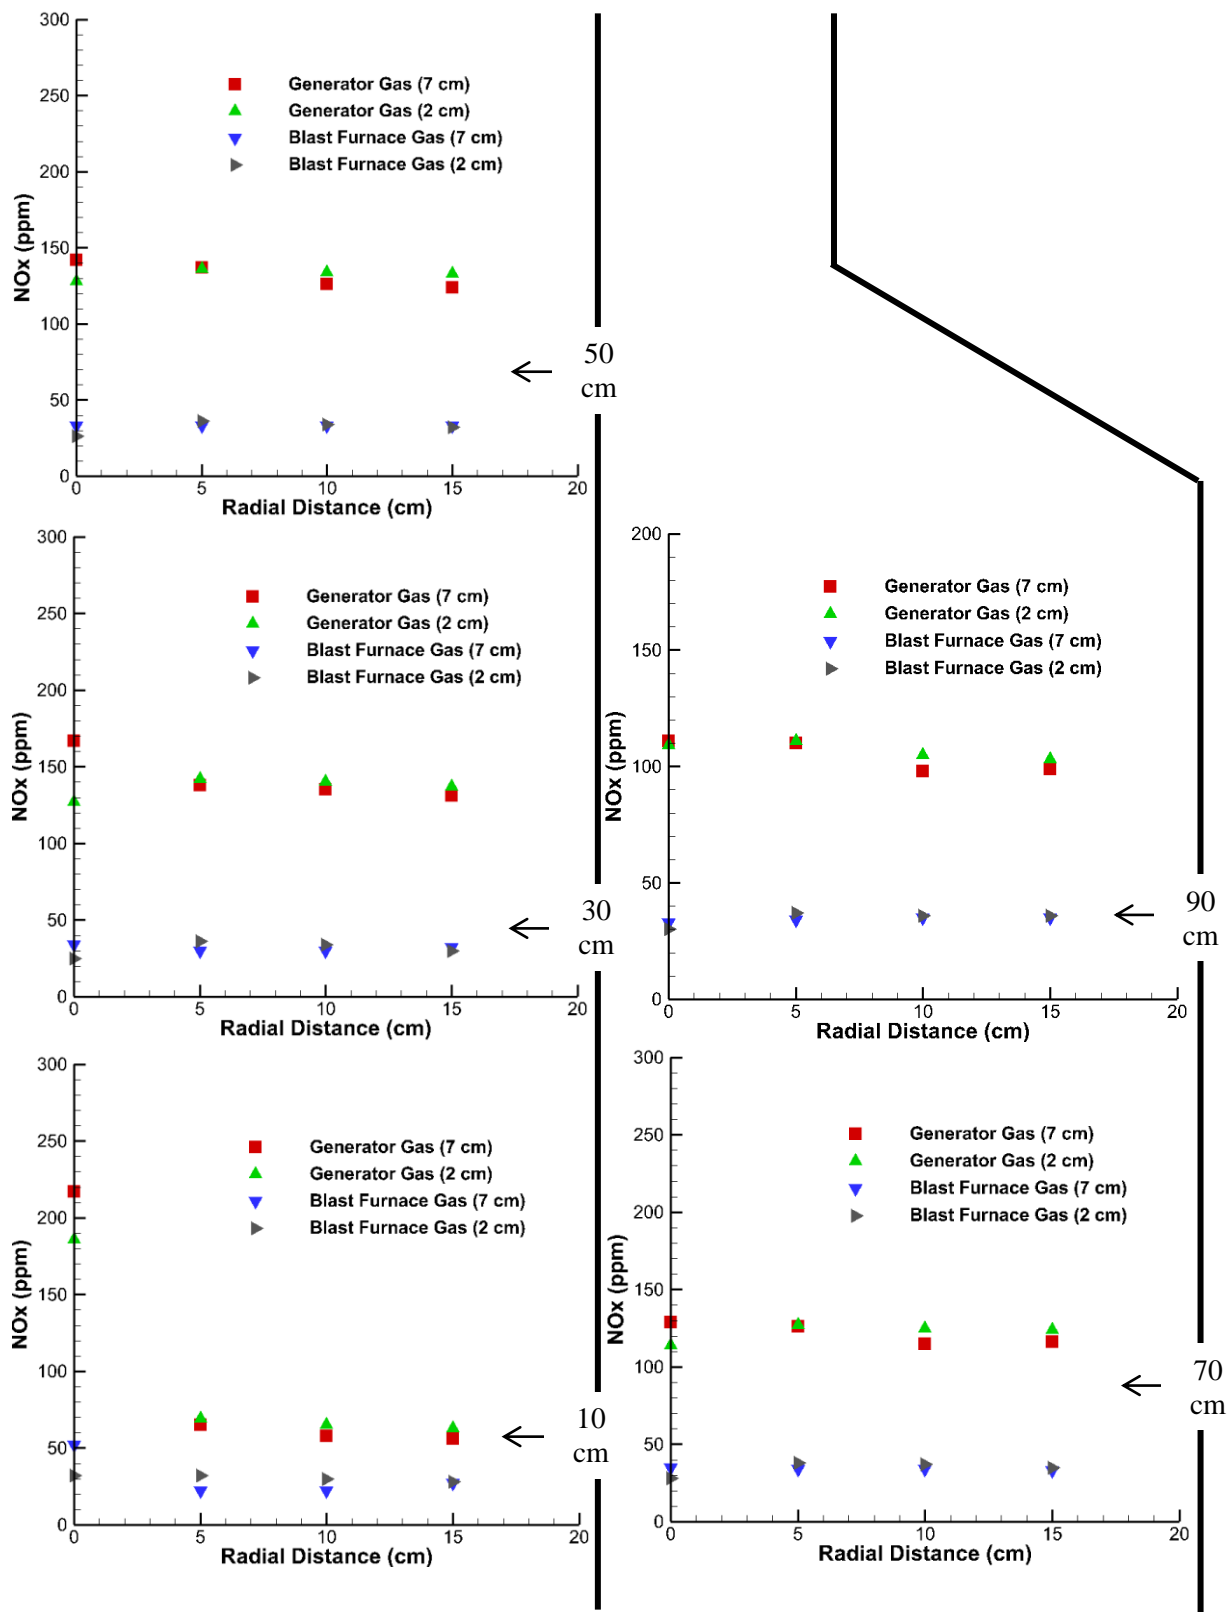 300
250
200
150
100
50
0
NOx (ppm)
Generator Gas (7 cm)
Generator Gas (2 cm)
Blast Furnace Gas (7 cm)
Blast Furnace Gas (2 cm)
0 5 10 15 20
Radial Distance (cm)
50
cm
300
250
200
150
100
50
0
NOx (ppm)
Generator Gas (7 cm)
Generator Gas (2 cm)
Blast Furnace Gas (7 cm)
Blast Furnace Gas (2 cm)
0 5 10 15 20
Radial Distance (cm)
30
cm
200
150
100
50
0
NOx (ppm)
Generator Gas (7 cm)
Generator Gas (2 cm)
Blast Furnace Gas (7 cm)
Blast Furnace Gas (2 cm)
0 5 10 15 20
Radial Distance (cm)
90
cm
300
250
200
150
100
50
0
NOx (ppm)
Generator Gas (7 cm)
Generator Gas (2 cm)
Blast Furnace Gas (7 cm)
Blast Furnace Gas (2 cm)
0 5 10 15 20
Radial Distance (cm)
10
cm
300
250
200
150
100
50
0
NOx (ppm)
Generator Gas (7 cm)
Generator Gas (2 cm)
Blast Furnace Gas (7 cm)
Blast Furnace Gas (2 cm)
0 5 10 15 20
Radial Distance (cm)
70
cm